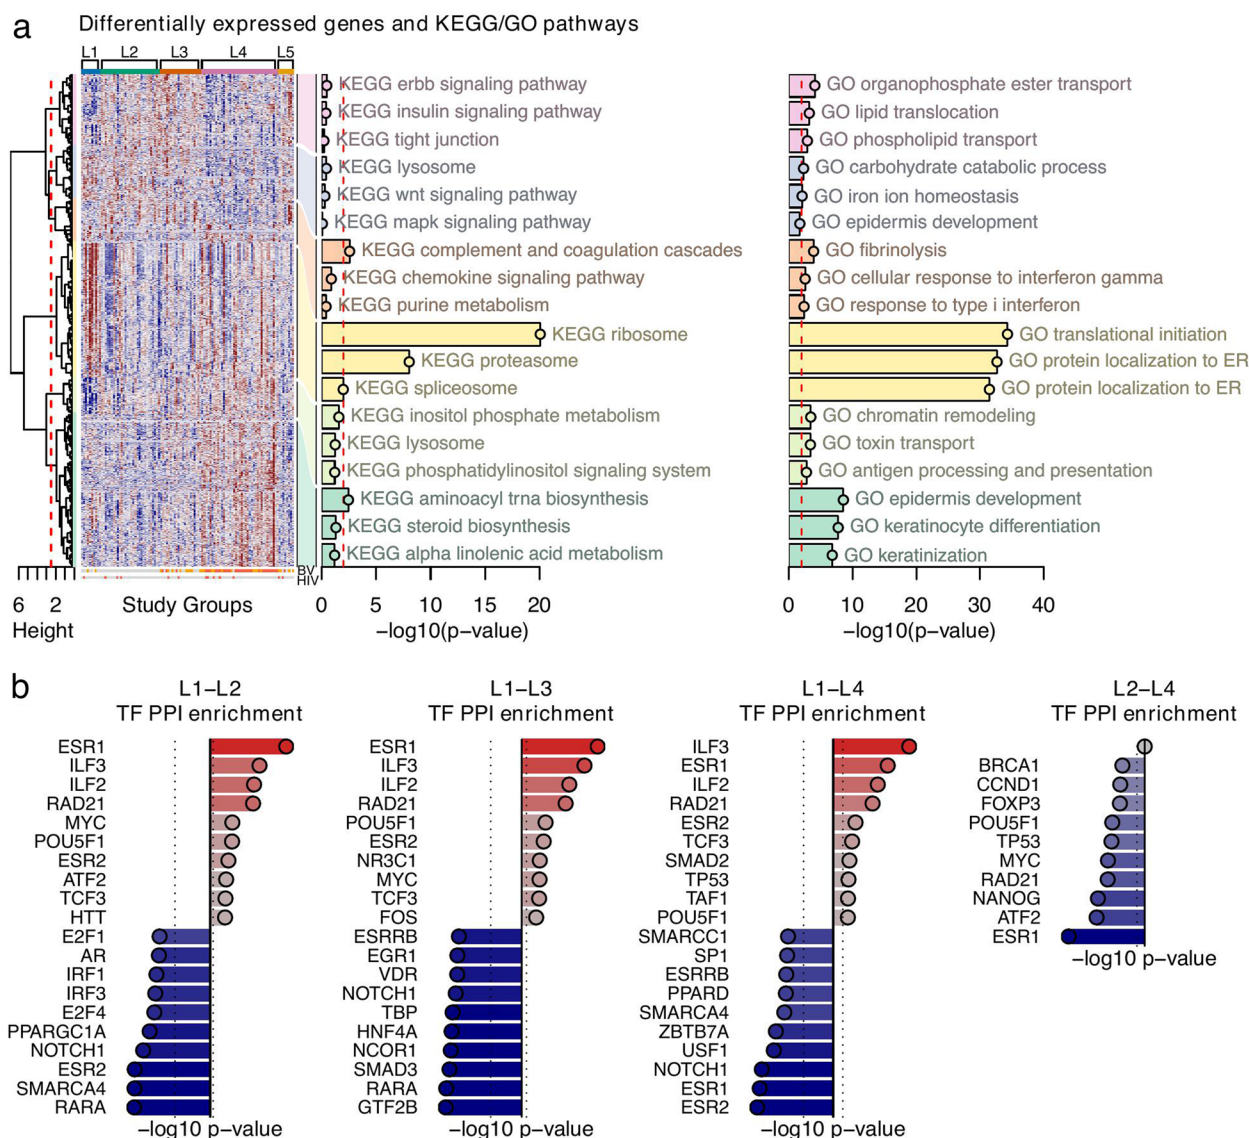 a
Differentially expressed genes and KEGG/GO pathways
L1 L2 L3 L4 L5
KEGG erbb signaling pathway
KEGG insulin signaling pathway
KEGG tight junction
KEGG lysosome
KEGG wnt signaling pathway
KEGG mapk signaling pathway
KEGG complement and coagulation cascades
KEGG chemokine signaling pathway
KEGG purine metabolism
KEGG ribosome
KEGG proteasome
KEGG spliceosome
KEGG inositol phosphate metabolism
KEGG lysosome
KEGG phosphatidylinositol signaling system
KEGG aminoacyl trna biosynthesis
KEGG steroid biosynthesis
KEGG alpha linolenic acid metabolism
BV
HIV
6 2
Height
Study Groups
0 5 10 15 20
−log10(p−value)
GO organophosphate ester transport
GO lipid translocation
GO phospholipid transport
GO carbohydrate catabolic process
GO iron ion homeostasis
GO epidermis development
GO fibrinolysis
GO cellular response to interferon gamma
GO response to type i interferon
GO translational initiation
GO protein localization to ER
GO protein localization to ER
GO chromatin remodeling
GO toxin transport
GO antigen processing and presentation
GO epidermis development
GO keratinocyte differentiation
GO keratinization
0 10 20 30 40
−log10(p−value)
b
L1−L2
TF PPI enrichment
ESR1
ILF3
ILF2
RAD21
MYC
POU5F1
ESR2
ATF2
TCF3
HTT
E2F1
AR
IRF1
IRF3
E2F4
PPARGC1A
NOTCH1
ESR2
SMARCA4
RARA
−log10 p−value
L1−L3
TF PPI enrichment
ESR1
ILF3
ILF2
RAD21
POU5F1
ESR2
NR3C1
MYC
TCF3
FOS
ESRRB
EGR1
VDR
NOTCH1
TBP
HNF4A
NCOR1
SMAD3
RARA
GTF2B
−log10 p−value
L1−L4
TF PPI enrichment
ILF3
ESR1
ILF2
RAD21
ESR2
TCF3
SMAD2
TP53
TAF1
POU5F1
SMARCC1
SP1
ESRRB
PPARD
SMARCA4
ZBTB7A
USF1
NOTCH1
ESR1
ESR2
−log10 p−value
L2−L4
TF PPI enrichment
BRCA1
CCND1
FOXP3
POU5F1
TP53
MYC
RAD21
NANOG
ATF2
ESR1
−log10 p−value